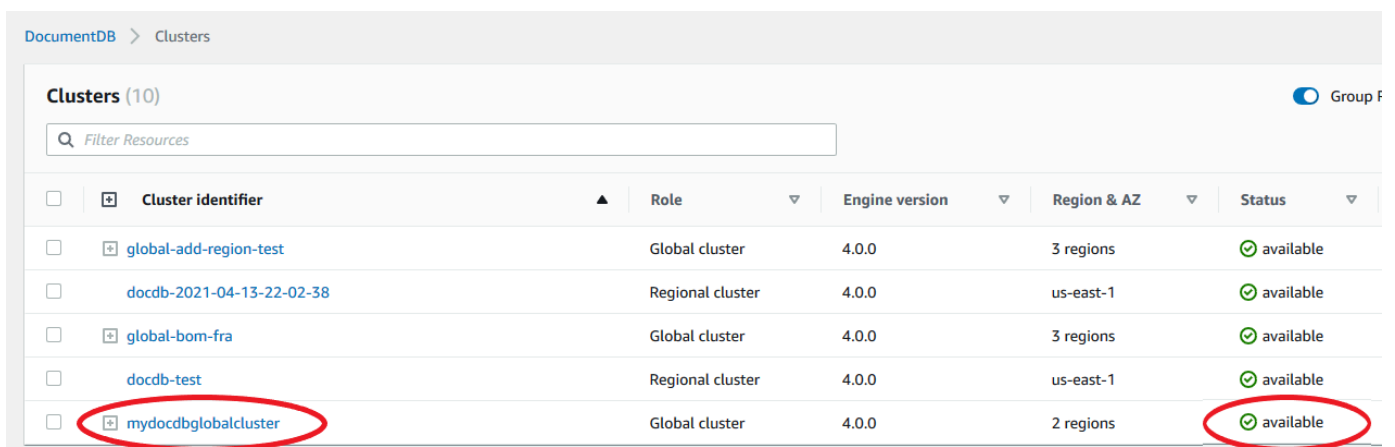 DocumentDB > Clusters
Clusters (10)
Group
Filter Resources
Cluster identifier Role Engine version Region & AZ Status
global-add-region-test Global cluster 4.0.0 3 regions available
docdb-2021-04-13-22-02-38 Regional cluster 4.0.0 us-east-1 available
global-bom-fra Global cluster 4.0.0 3 regions available
docdb-test Regional cluster 4.0.0 us-east-1 available
mydocdbglobalcluster Global cluster 4.0.0 2 regions available